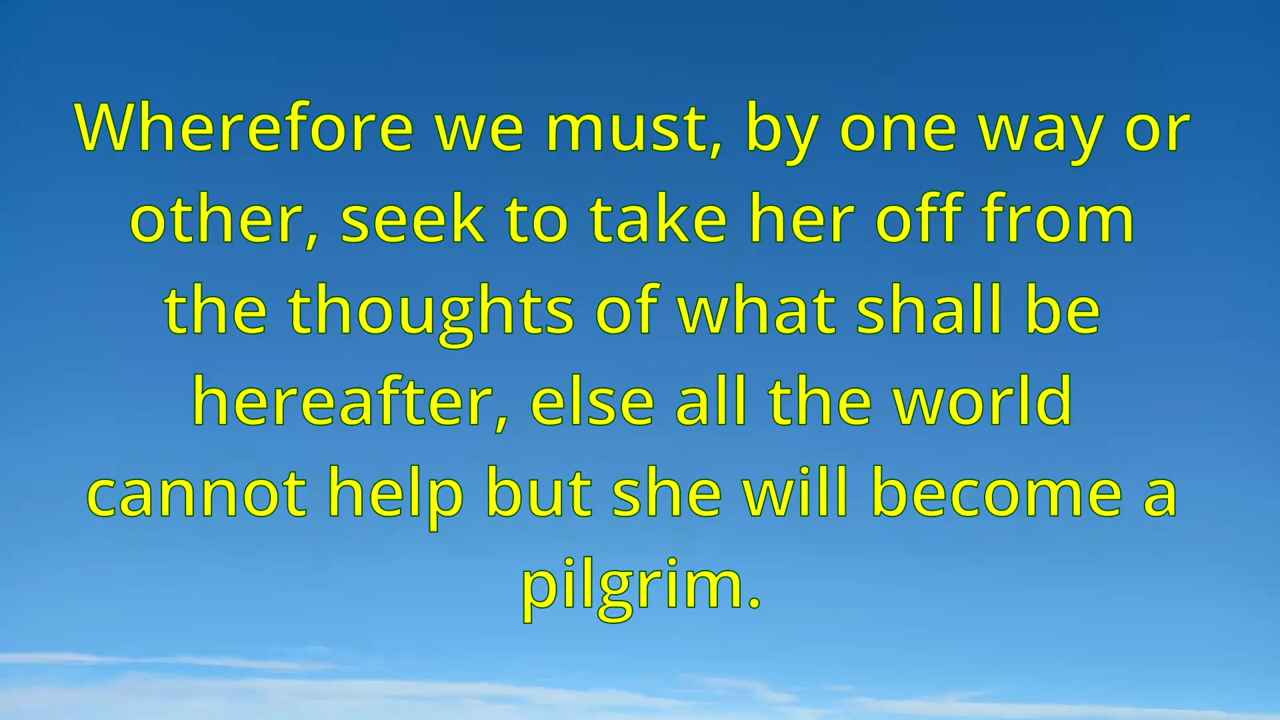 Wherefore we must, by one way or
other, seek to take her off from
the thoughts of what shall be
hereafter, else all the world
cannot help but she will become a
pilgrim.